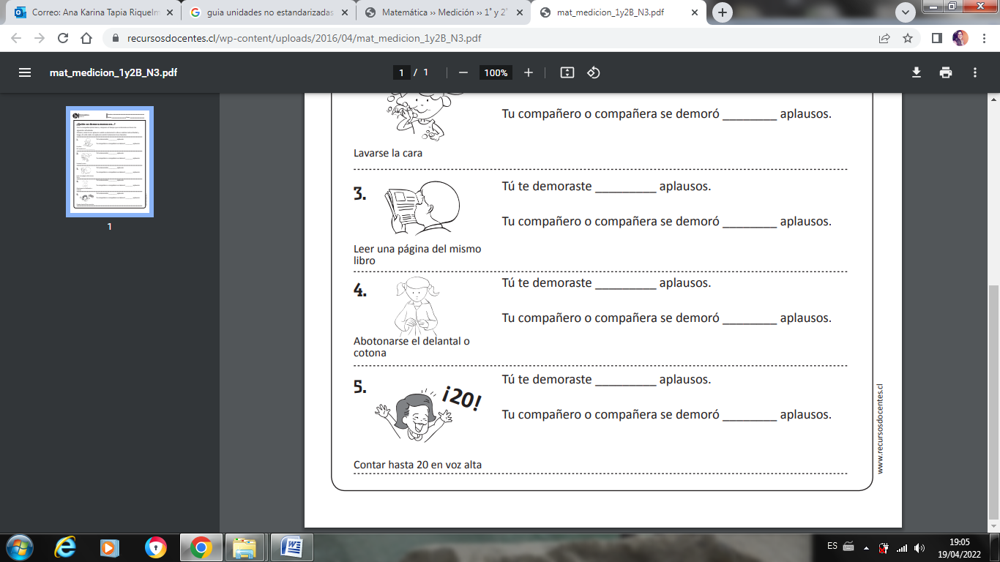 Correo: Ana Karina Tapia Riquelm
guia unidades no estandarizadas
Matemática ›› Medición ›› 1° y 2°
mat_medicion_1y2B_N3.pdf
recursosdocentes.cl/wp-content/uploads/2016/04/mat_medicion_1y2B_N3.pdf
mat_medicion_1y2B_N3.pdf
1 / 1
100%
1
Tu compañero o compañera se demoró ________ aplausos.
Lavarse la cara
3.
Tú te demoraste _________ aplausos.
Tu compañero o compañera se demoró ________ aplausos.
Leer una página del mismo
libro
4.
Tú te demoraste _________ aplausos.
Tu compañero o compañera se demoró ________ aplausos.
Abotonarse el delantal o
cotona
5.
¡20!
Tú te demoraste _________ aplausos.
Tu compañero o compañera se demoró ________ aplausos.
Contar hasta 20 en voz alta
www.recursosdocentes.cl
ES
19:05
19/04/2022